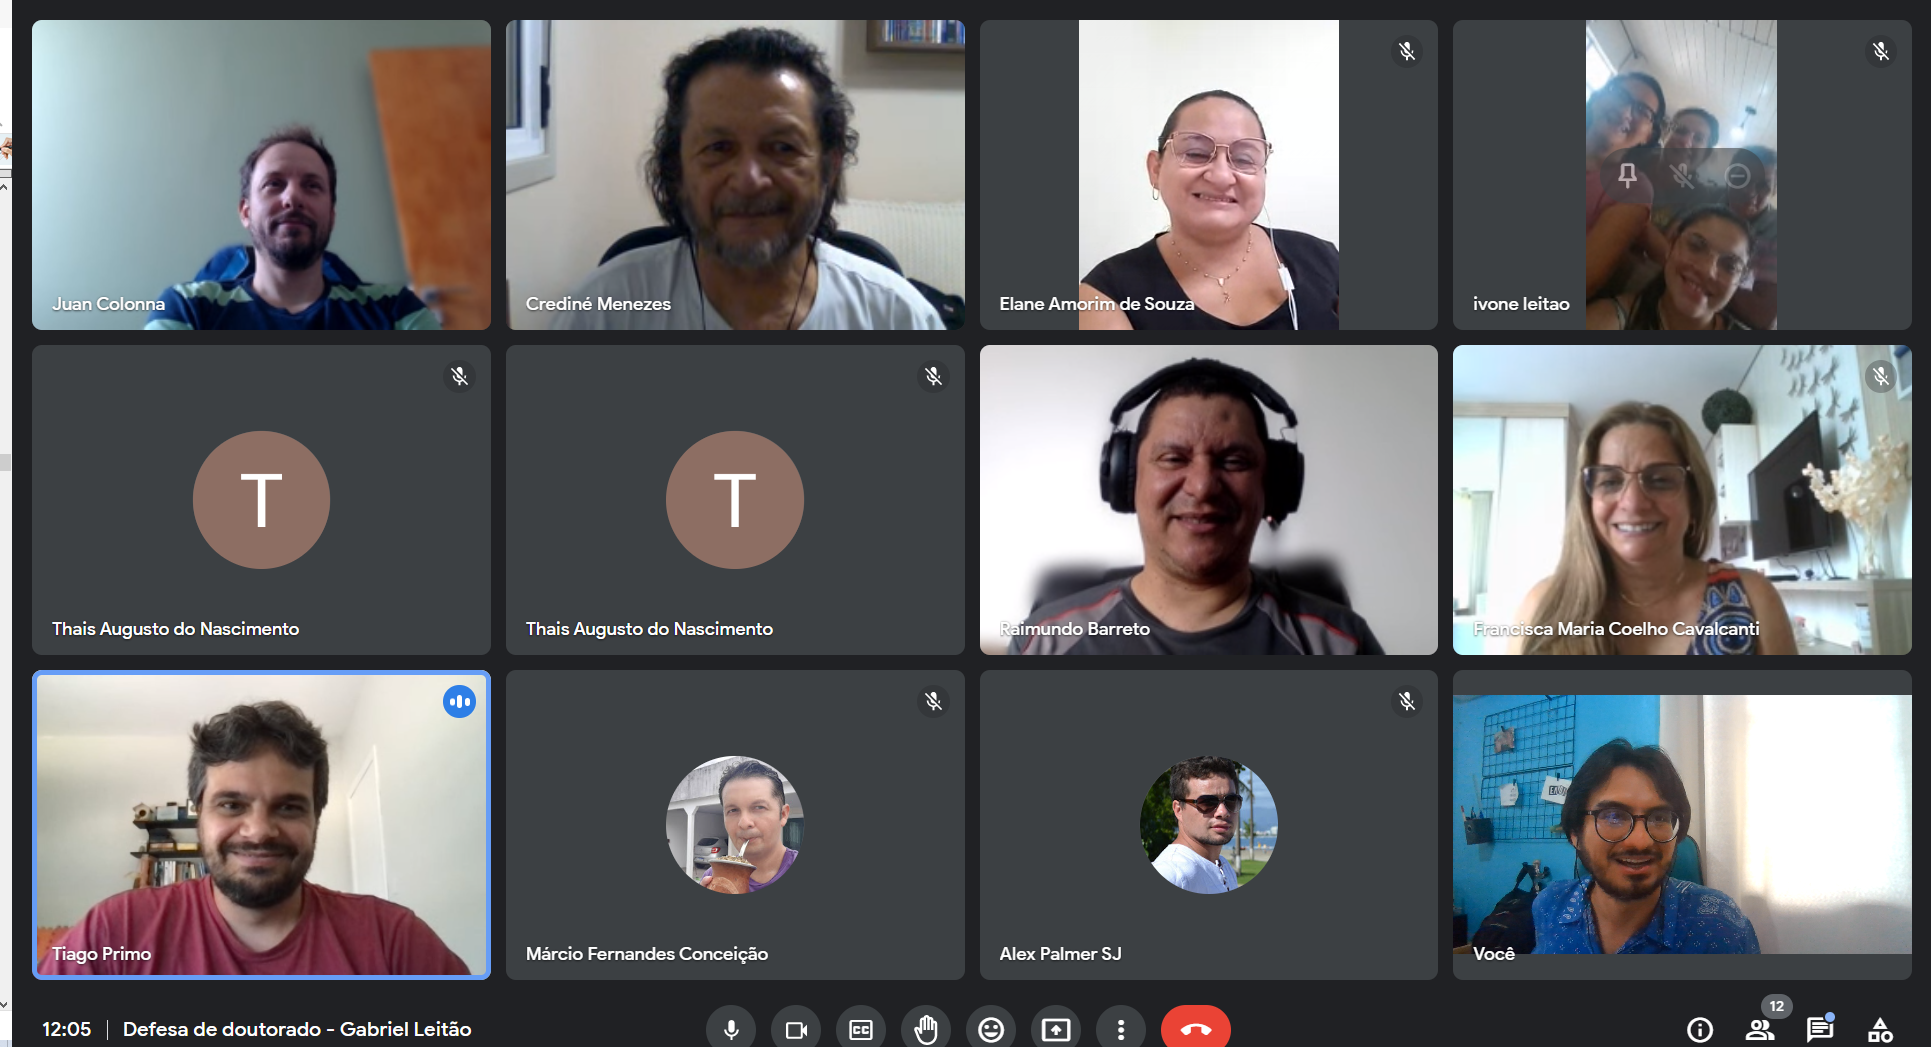 Juan Colonna
Crediné Menezes
Elane Amorim de Souza
ivone leitao
T
Thais Augusto do Nascimento
T
Thais Augusto do Nascimento
Raimundo Barreto
Francisca Maria Coelho Cavalcanti
Tiago Primo
Márcio Fernandes Conceição
Alex Palmer SJ
Você
12:05 | Defesa de doutorado - Gabriel Leitão
CC
12